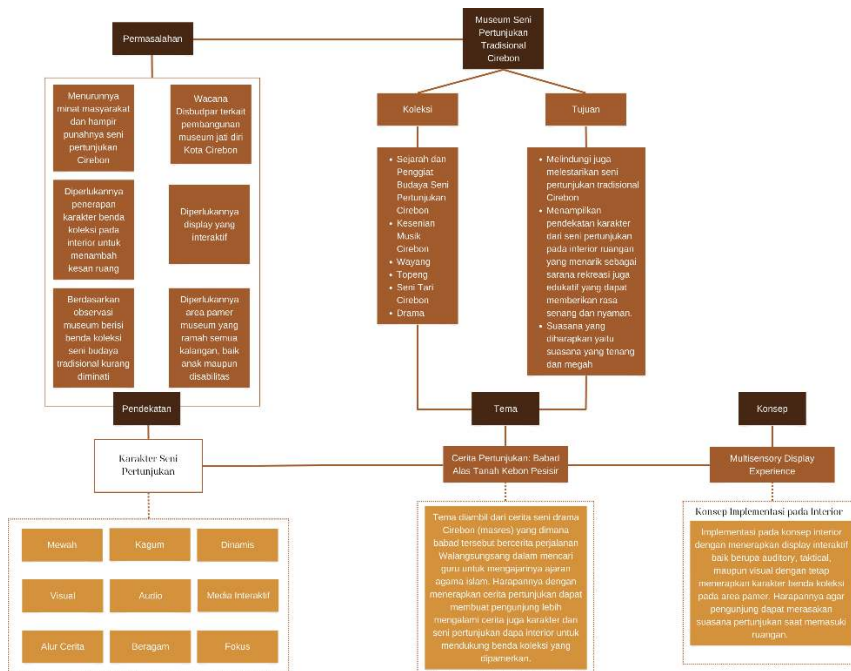 Museum Seni
Pertunjukan
Tradisional
Cirebon
Permasalahan
Menurunnya
minat masyarakat
dan hampir
punahnya seni
pertunjukan
Cirebon
Wacana
Disbudpar terkait
pembangunan
museum jati diri
Kota Cirebon
Diperlukannya
penerapan
karakter benda
koleksi pada
interior untuk
menambah
kesan ruang
Diperlukannya
display yang
interaktif
Berdasarkan
observasi
museum berisi
benda koleksi
seni budaya
tradisional kurang
diminati
Diperlukannya area pamer
museum yang
ramah semua
kalangan, baik
anak maupun
disabilitas
Koleksi
• Sejarah dan
Penggiat
Budaya Seni
Pertunjukan
Cirebon
• Kesenian
Musik
Cirebon
• Wayang
• Topeng
• Seni Tari
Cirebon
• Drama
Tujuan
• Melindungi juga
melestarikan seni
pertunjukan tradisional
Cirebon
• Menampilkan
pendekatan karakter
dari seni pertunjukan
pada interior ruangan
yang menarik sebagai
sarana rekreasi juga
edukatif yang dapat
memberikan rasa
senang dan nyaman.
• Suasana yang
diharapkan yaitu
suasana yang tenang
dan megah
Pendekatan
Tema
Konsep
Karakter Seni
Pertunjukan
Cerita Pertunjukan: Babad
Alas Tanah Kebon Pesisir
Multisensory Display
Experience
Mewah
Kagum
Dinamis
Visual
Audio
Media Interaktif
Alur Cerita
Beragam
Fokus
Tema diambil dari cerita seni drama
Cirebon (masres) yang dimana
babad tersebut bercerita perjalanan
Walangsungsang dalam mencari
guru untuk mengajarinya ajaran
agama islam. Harapannya dengan
menerapkan cerita pertunjukan dapat
membuat pengunjung lebih
mengalami cerita juga karakter dan
seni pertunjukan dapa interior untuk
mendukung benda koleksi yang
dipamerkan.
Konsep Implementasi pada Interior
Implementasi pada konsep interior
dengan menerapkan display interaktif
baik berupa auditory, taktical,
maupun visual dengan tetap
menerapkan karakter benda koleksi
pada area pamer. Harapannya agar
pengunjung dapat merasakan
suasana pertunjukan saat memasuki
ruangan.